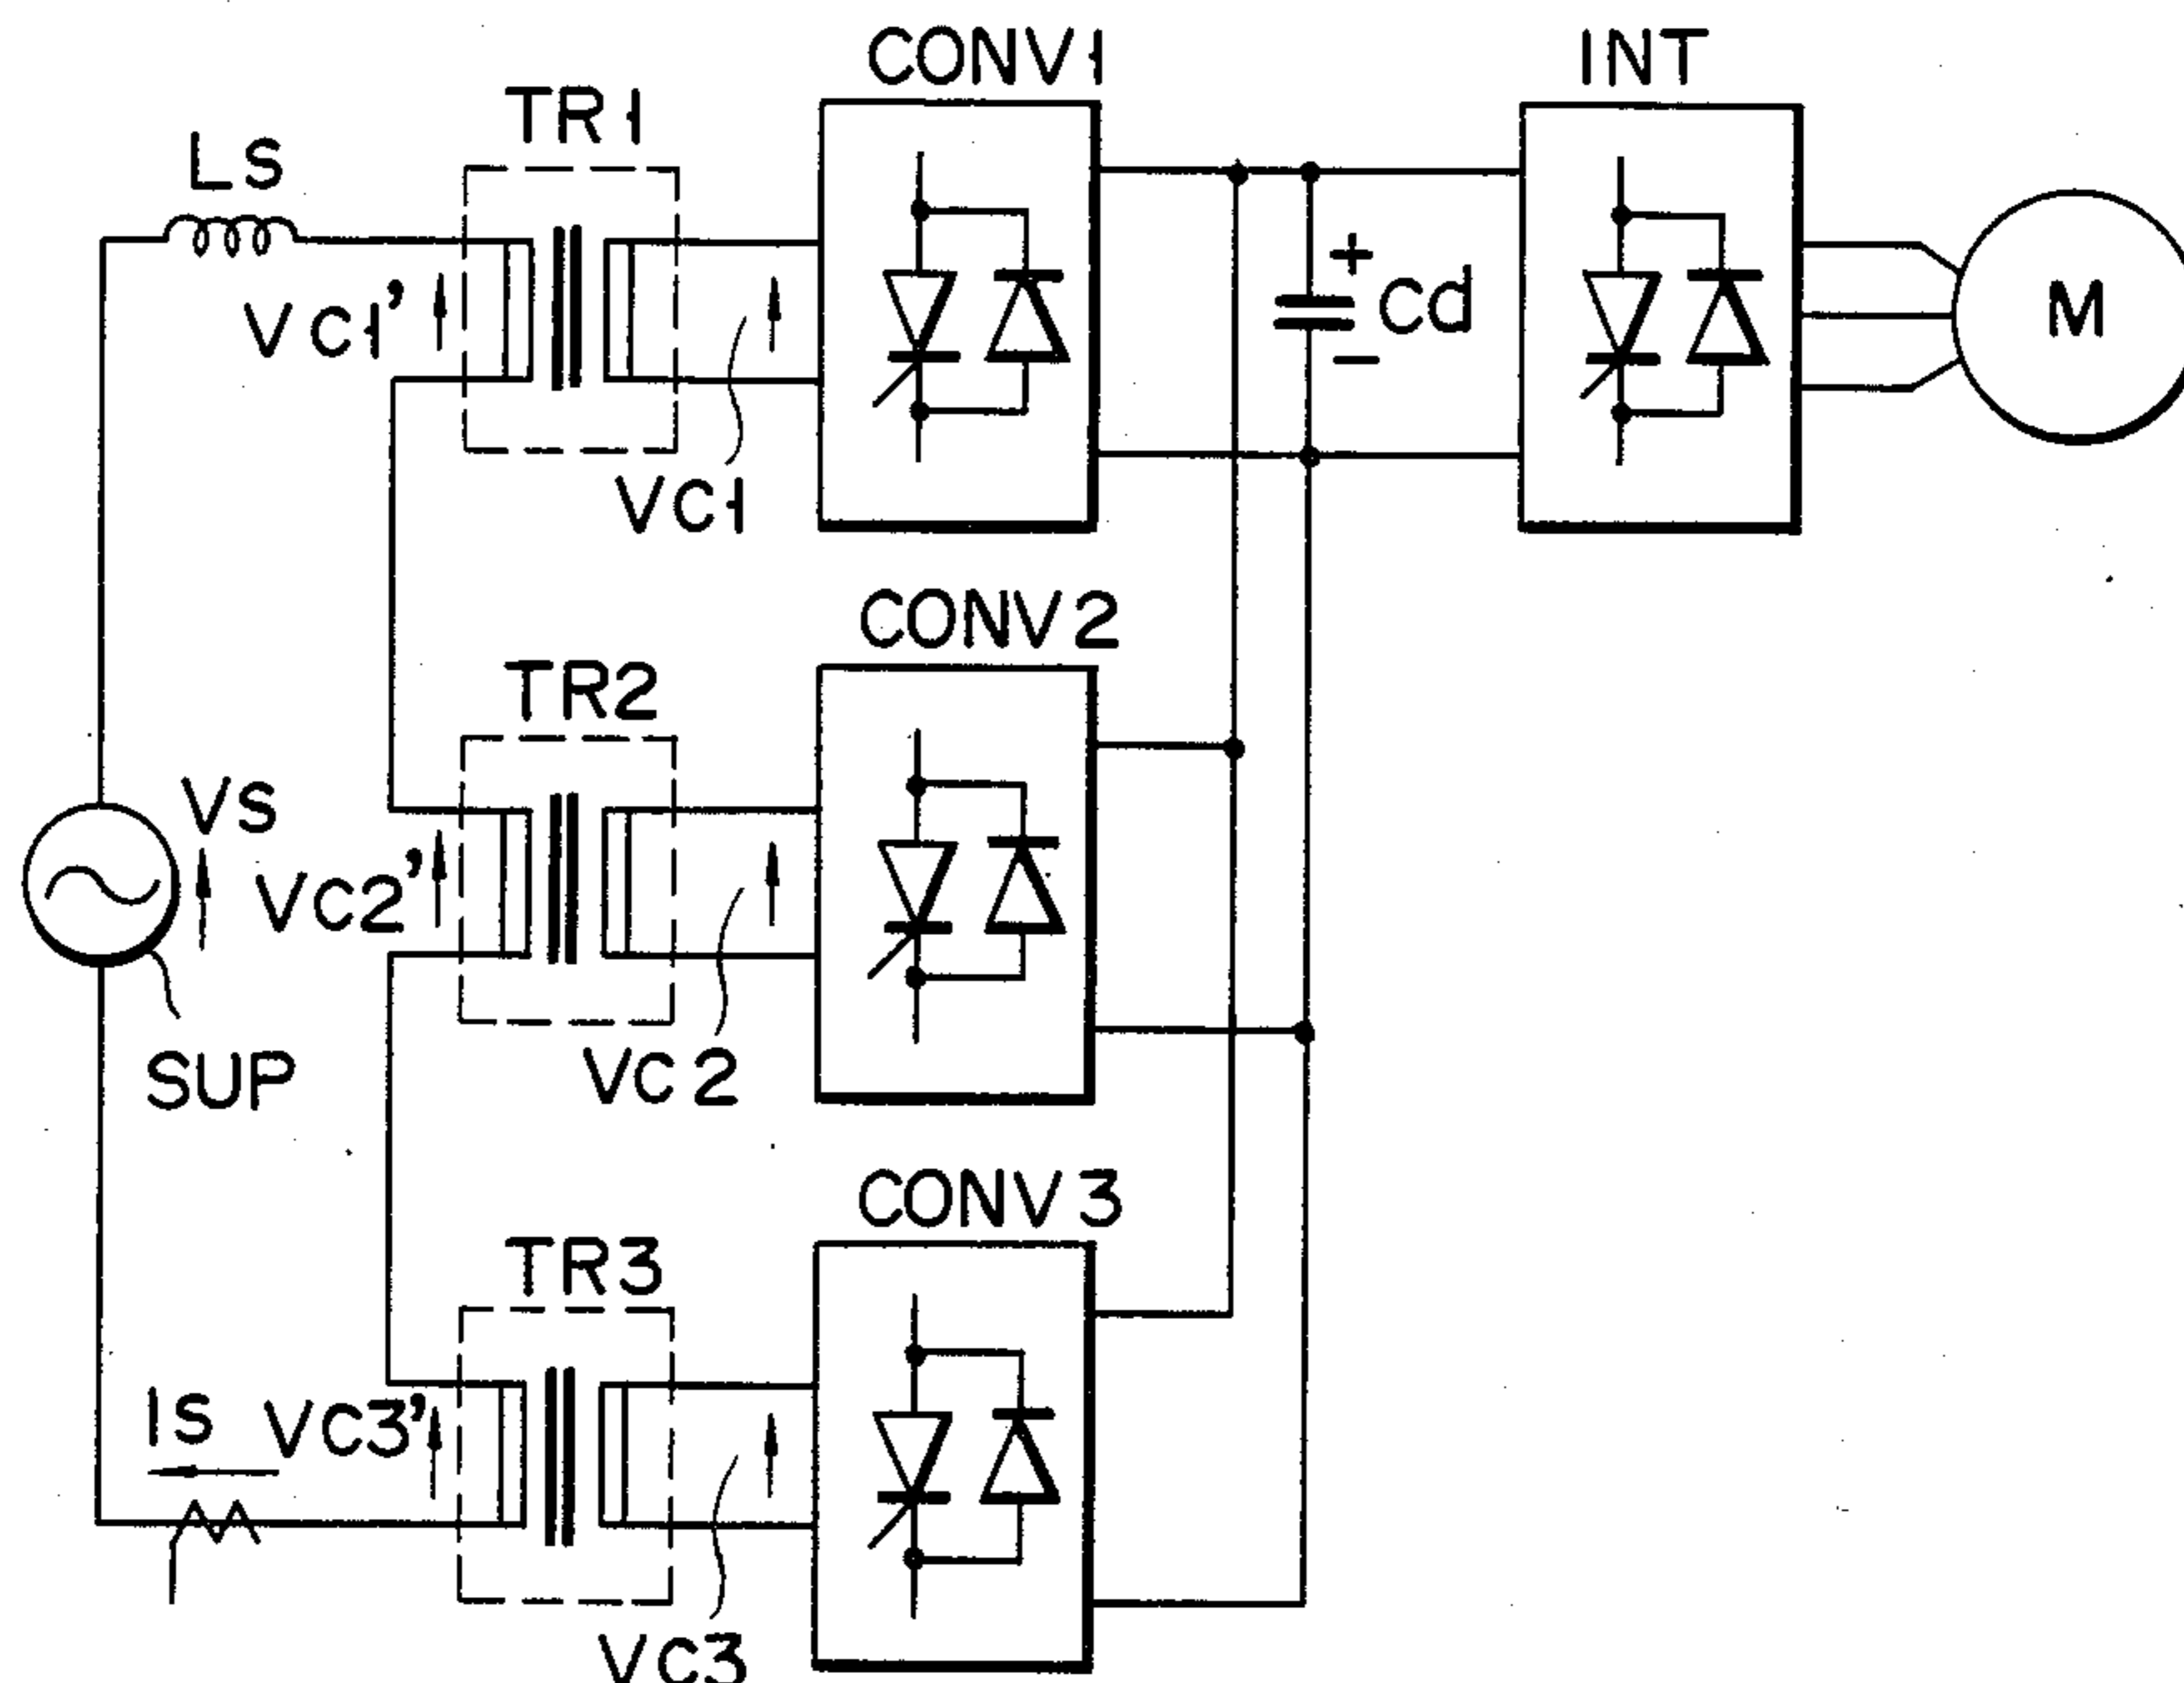 CONV1
INT
TR1
LS
VC1'
+
Cd
−
M
VC1
CONV2
TR2
VS
VC2'
SUP
VC2
CONV3
TR3
IS
VC3'
VC3